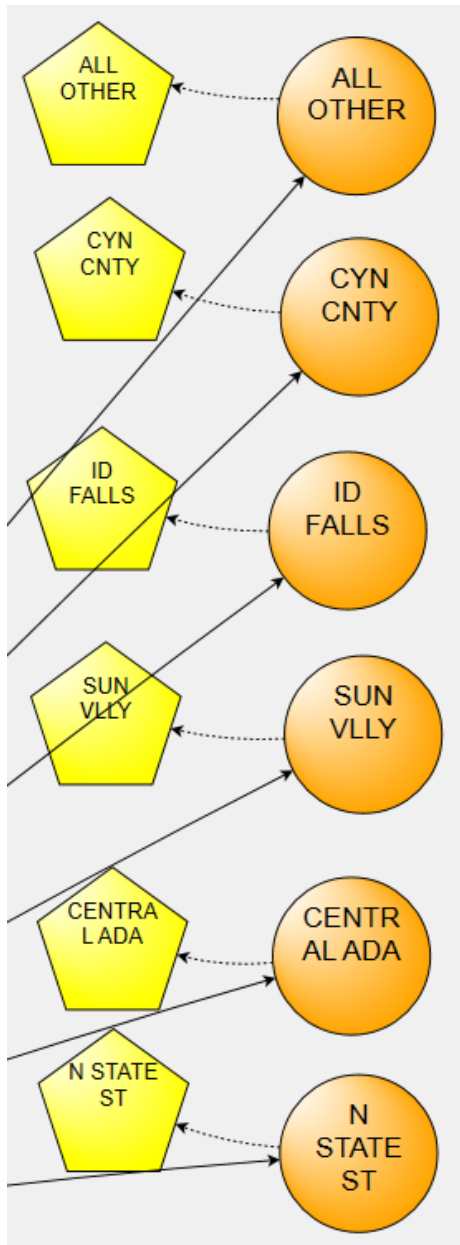 ALL
OTHER
ALL
OTHER
CYN
CNTY
CYN
CNTY
ID
FALLS
ID
FALLS
SUN
VLLY
SUN
VLLY
CENTRA
L ADA
CENTR
AL ADA
N STATE
ST
N
STATE
ST